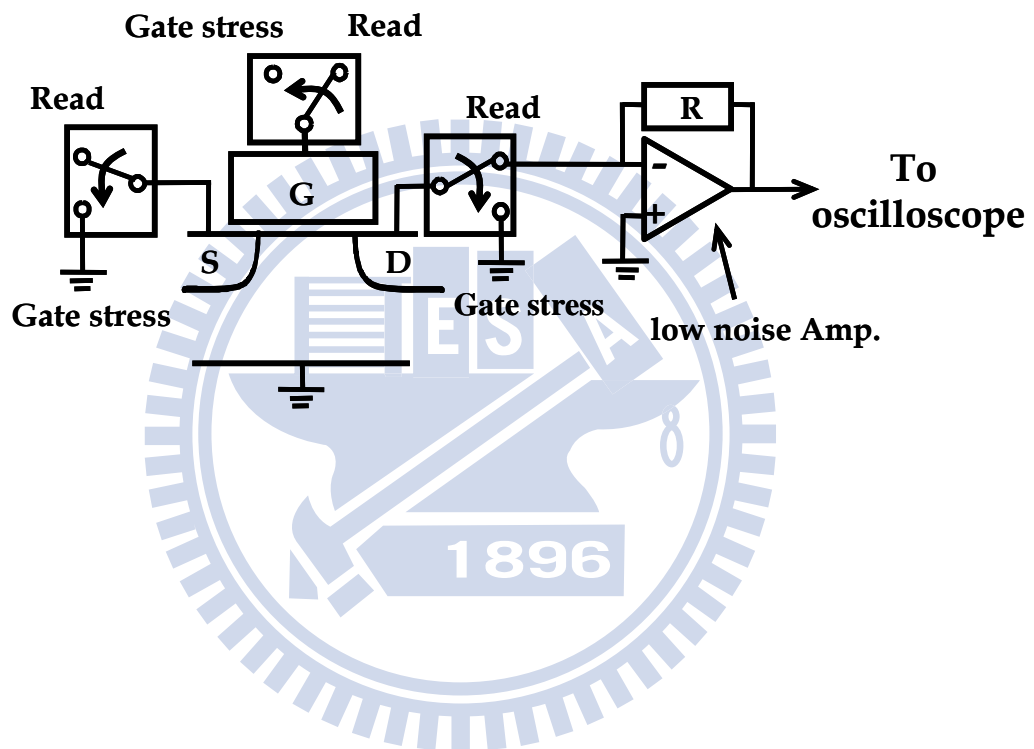 Gate stress Read
Read
Read
R
G
-
+
To
oscilloscope
S
D
Gate stress
Gate stress
low noise Amp.
E S A
1896